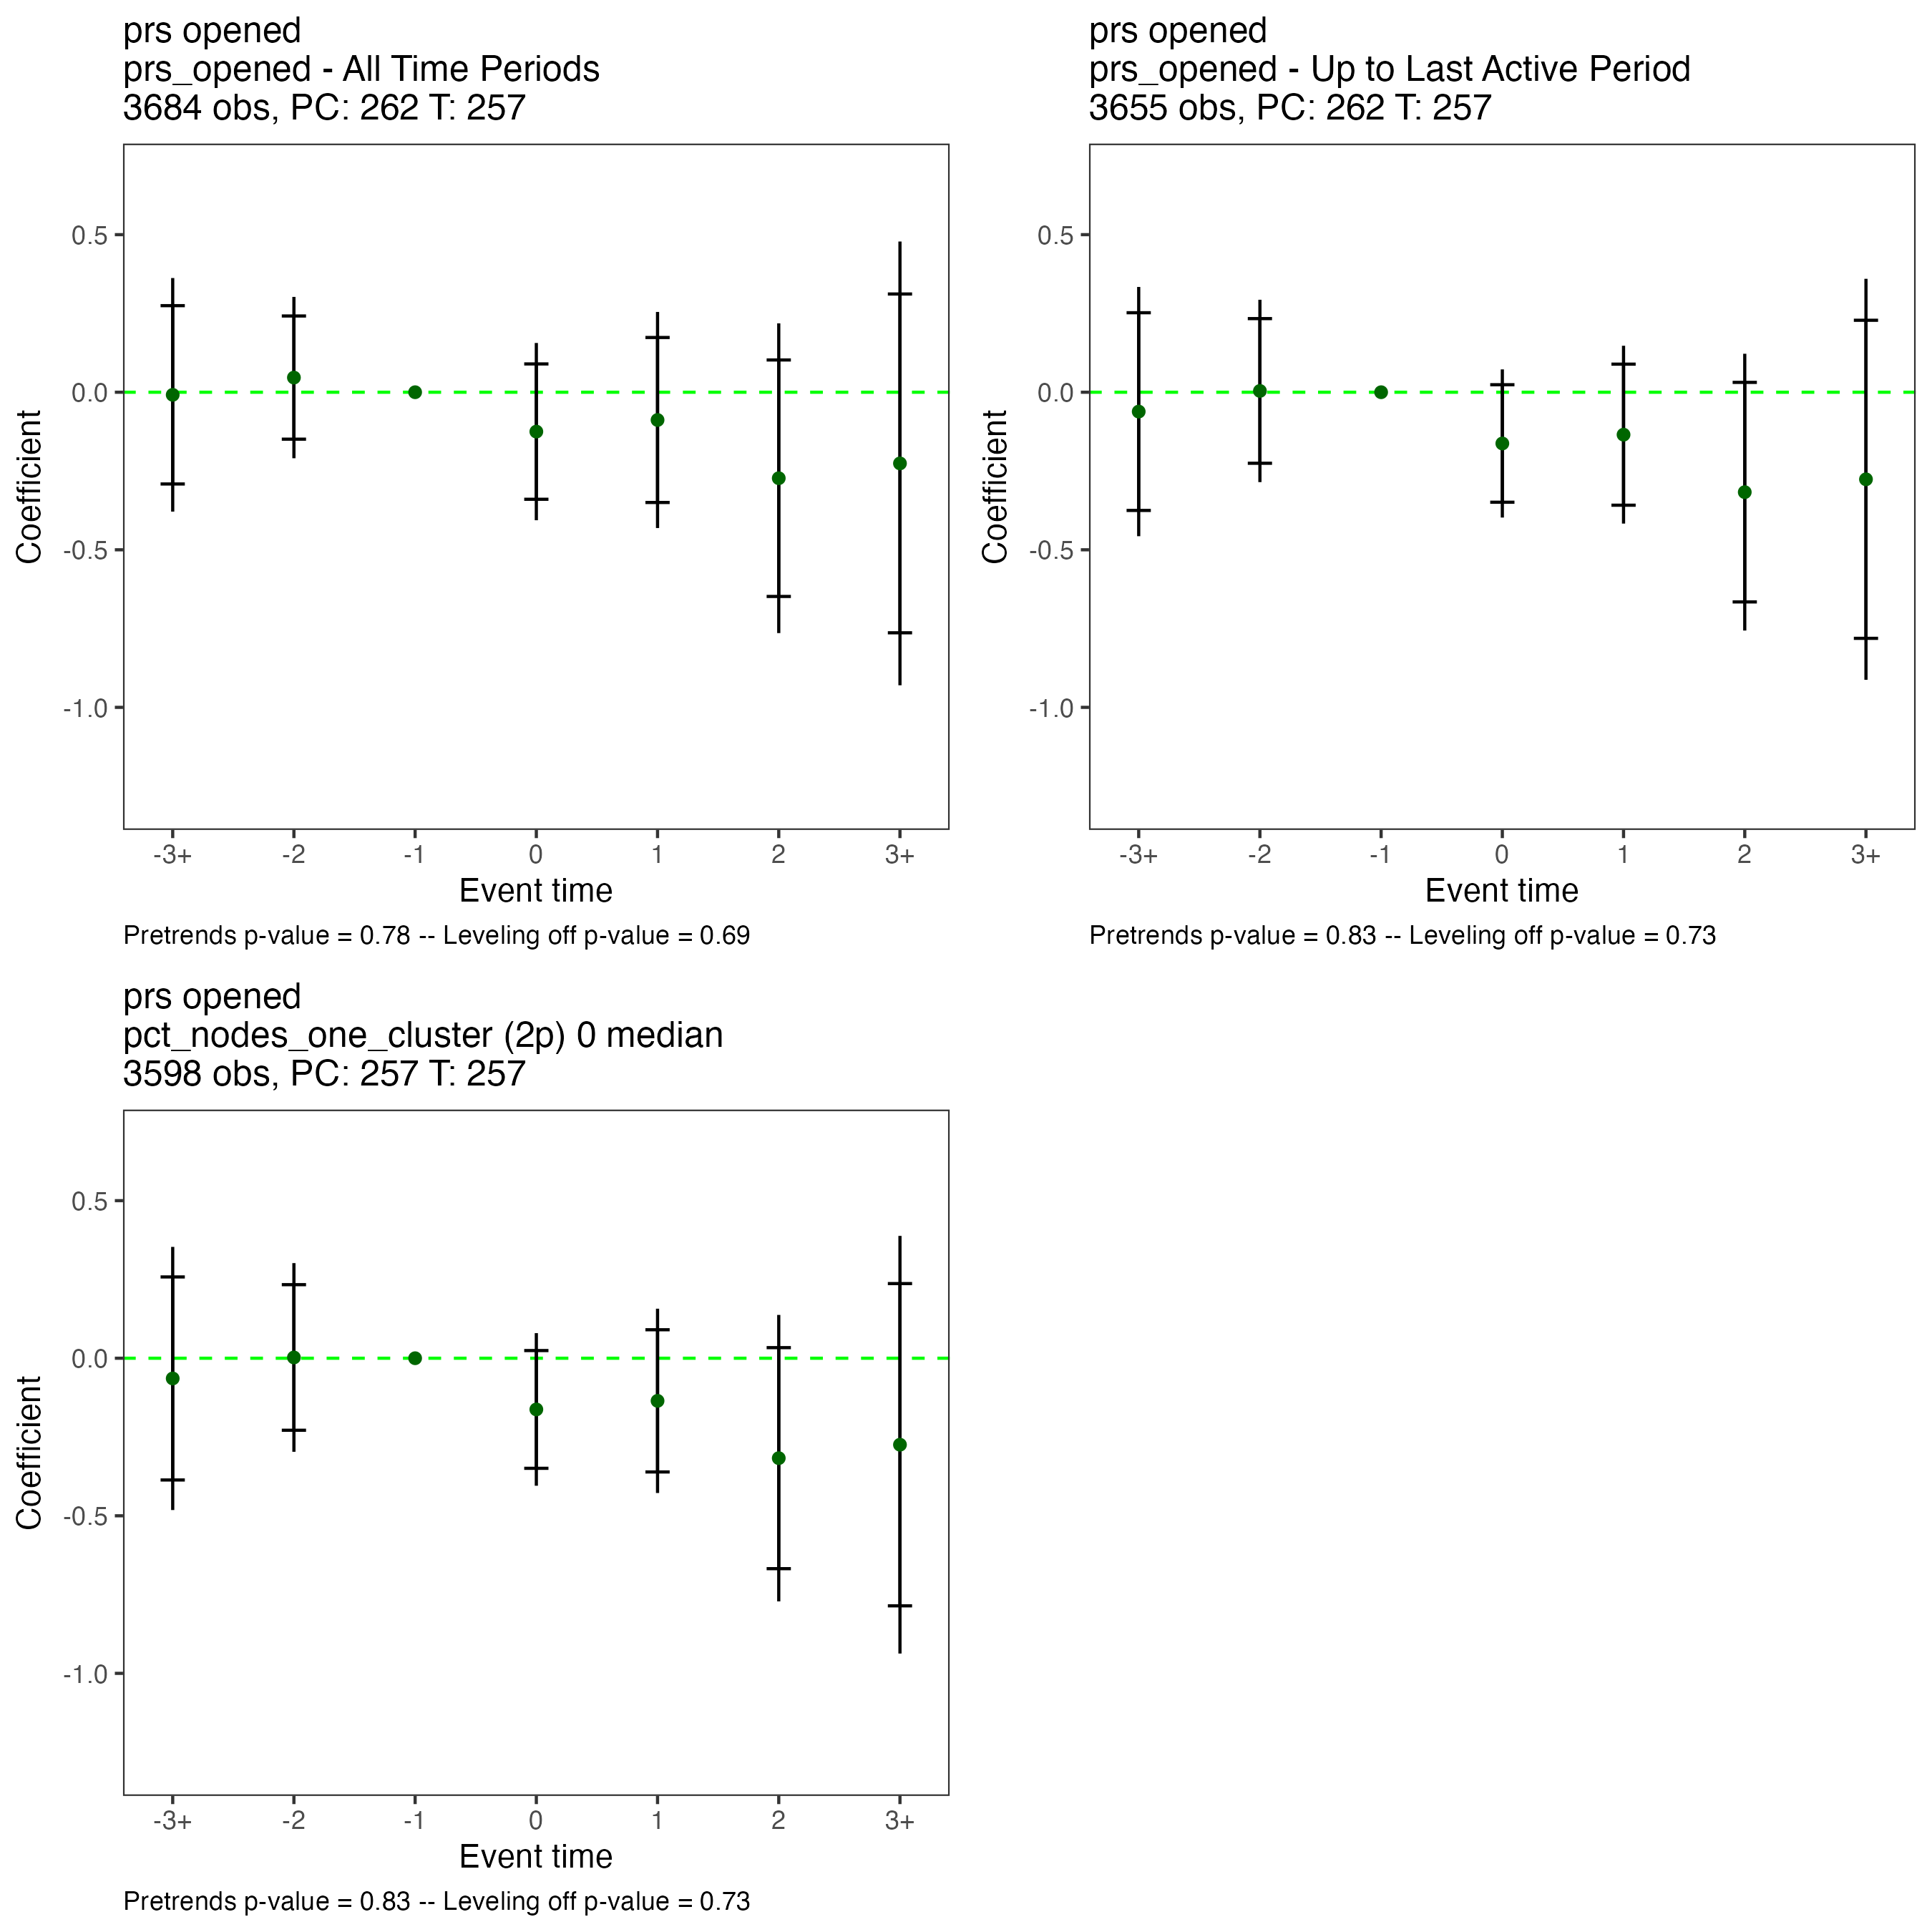 prs opened
prs_opened - All Time Periods
3684 obs, PC: 262 T: 257
0.5
0.0
-0.5
-1.0
Coefficient
-3+ -2 -1 0 1 2 3+
Event time
Pretrends p-value = 0.78 -- Leveling off p-value = 0.69
prs opened
prs_opened - Up to Last Active Period
3655 obs, PC: 262 T: 257
0.5
0.0
-0.5
-1.0
Coefficient
-3+ -2 -1 0 1 2 3+
Event time
Pretrends p-value = 0.83 -- Leveling off p-value = 0.73
prs opened
pct_nodes_one_cluster (2p) 0 median
3598 obs, PC: 257 T: 257
0.5
0.0
-0.5
-1.0
Coefficient
-3+ -2 -1 0 1 2 3+
Event time
Pretrends p-value = 0.83 -- Leveling off p-value = 0.73